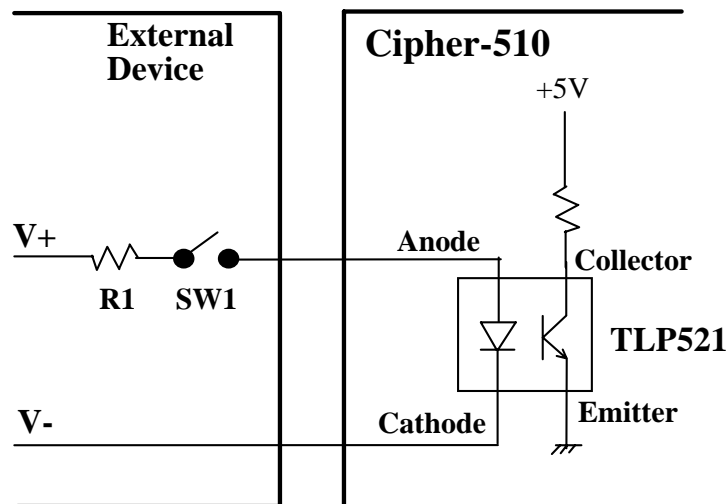 External
Device
Cipher-510
+5V
V+
Anode
Collector
R1
SW1
TLP521
V-
Cathode
Emitter